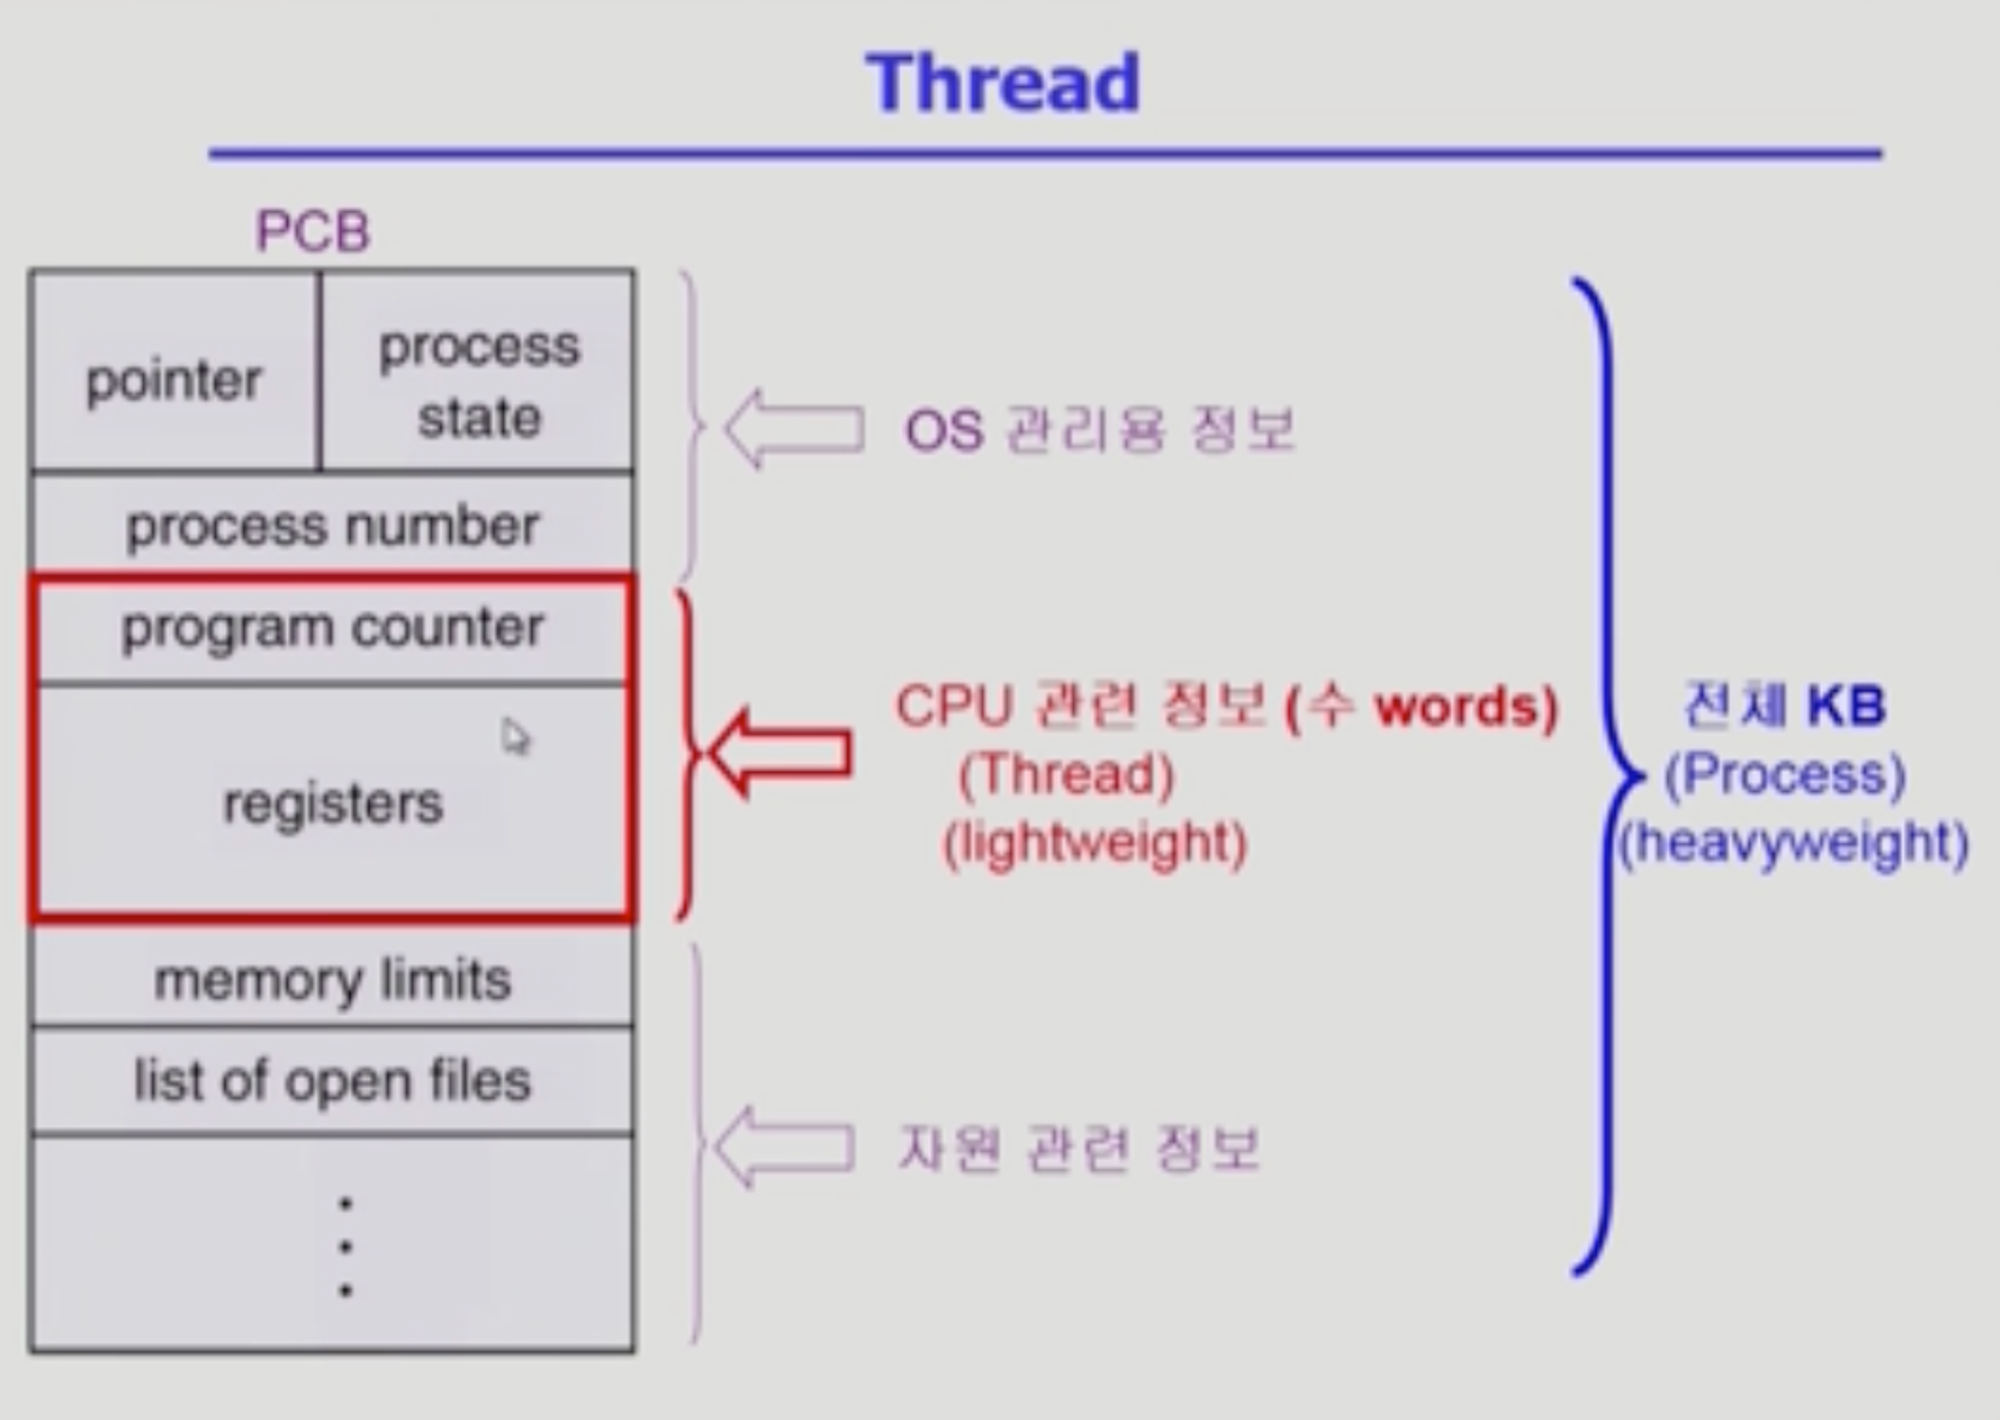 Thread
PCB
pointer
process
state
process number
program counter
registers
memory limits
list of open files
OS 관리용 정보
CPU 관련 정보 (수 words)
(Thread)
(lightweight)
자원 관련 정보
전체 KB
(Process)
(heavyweight)